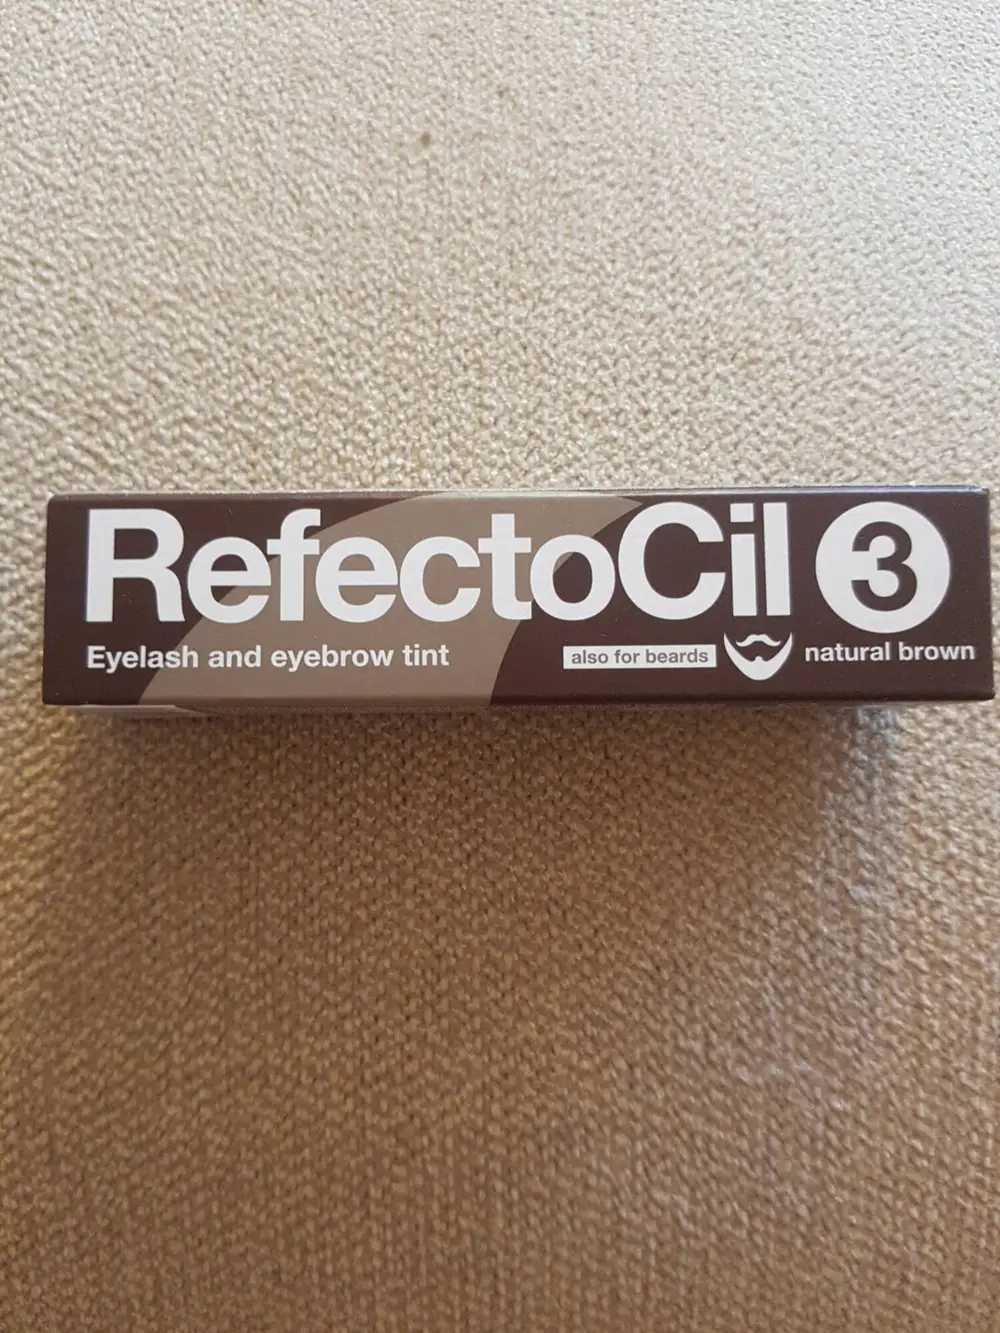 RefectoCil 3
Eyelash and eyebrow tint
also for beards
natural brown